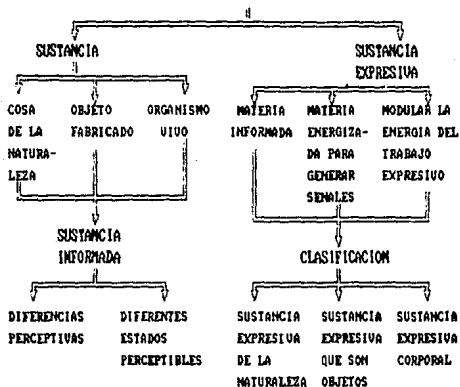 SUSTANCIA
SUSTANCIA
EXPRESIVA
COSA
DE LA
NATURA-
LEZA
OBJETO
FABRICADO
ORGANISMO
VIVO
MATERIA
INFORMADA
MATERIA
ENERGIZA-
DA PARA
GENERAR
SENALES
MODULAR LA
ENERGIA DEL
TRABAJO
EXPRESIVO
SUSTANCIA
INFORMADA
CLASIFICACION
DIFERENCIAS
PERCEPTIVAS
DIFERENTES
ESTADOS
PERCEPTIBLES
SUSTANCIA
EXPRESIVA
DE LA
NATURALEZA
SUSTANCIA
EXPRESIVA
QUE SON
OBJETOS
SUSTANCIA
EXPRESIVA
CORPORAL